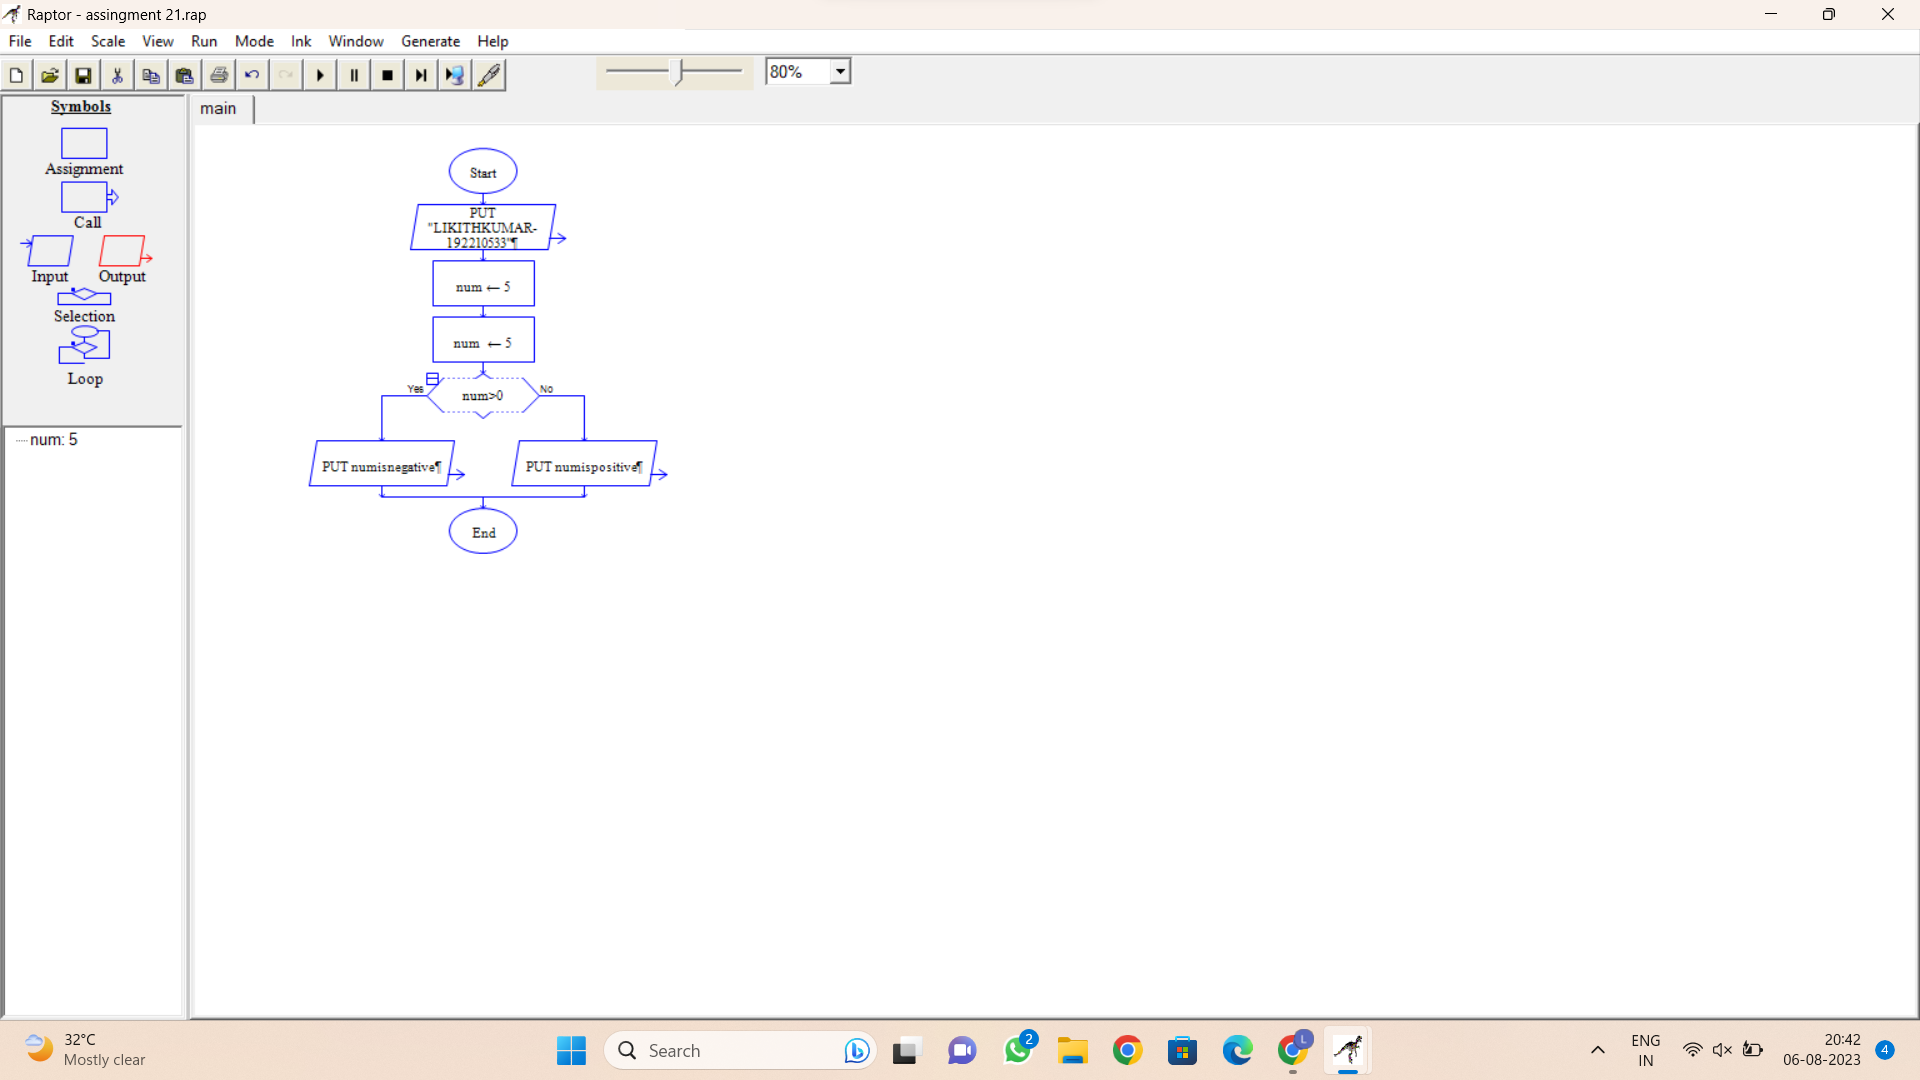 Raptor - assingment 21.rap
File Edit Scale View Run Mode Ink Window Generate Help
80%
Symbols
main
Assignment
Call
Input Output
Selection
Loop
num: 5
Start
PUT
"LIKITHKUMAR-
192210533"¶
num ← 5
num ← 5
Yes num>0 No
PUT numisnegative¶ PUT numispositive¶
End
32°C
Mostly clear
Search
2
L
ENG
IN
20:42
06-08-2023
4